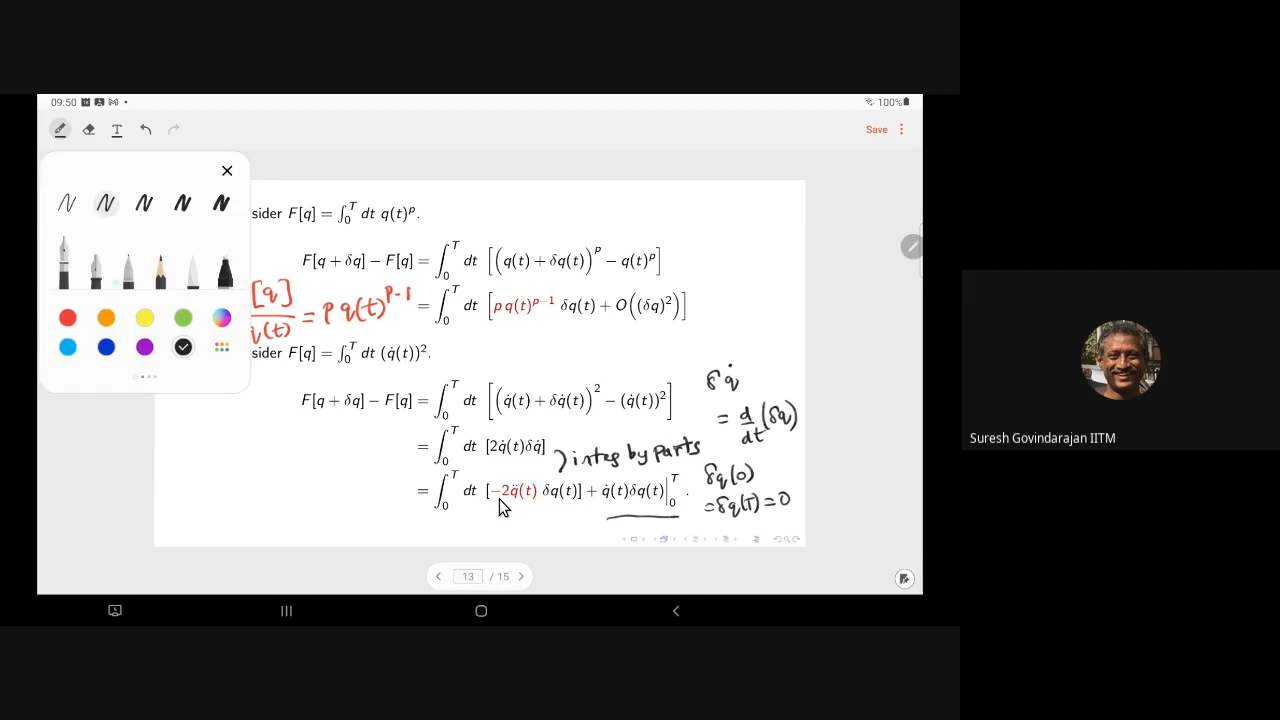 09:50
100%
T
Save
sider F[q] = ∫₀ᵀ dt q(t)ᵖ.
F[q + δq] − F[q] = ∫₀ᵀ dt [(q(t) + δq(t))ᵖ − q(t)ᵖ]
= ∫₀ᵀ dt [p q(t)ᵖ⁻¹ δq(t) + O((δq)²)]
[q]
q(t)
= p q(t)ᵖ⁻¹
sider F[q] = ∫₀ᵀ dt (q̇(t))².
F[q + δq] − F[q] = ∫₀ᵀ dt [(q̇(t) + δq̇(t))² − (q̇(t))²]
δq̇
= d/dt (δq)
= ∫₀ᵀ dt [2q̇(t)δq̇]
) integ by parts
= ∫₀ᵀ dt [−2q̈(t) δq(t)] + q̇(t)δq(t)|₀ᵀ .
δq(0)
= δq(T) = 0
13 / 15
Suresh Govindarajan IITM